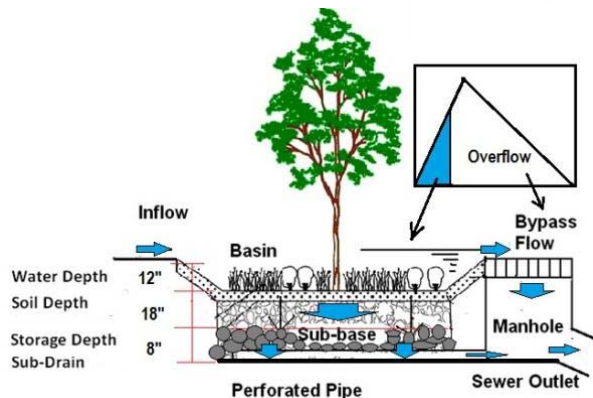 Overflow
Inflow
Bypass
Flow
Basin
Water Depth 12"
Soil Depth
18"
Sub-base
Manhole
Storage Depth 8"
Sub-Drain
Sewer Outlet
Perforated Pipe